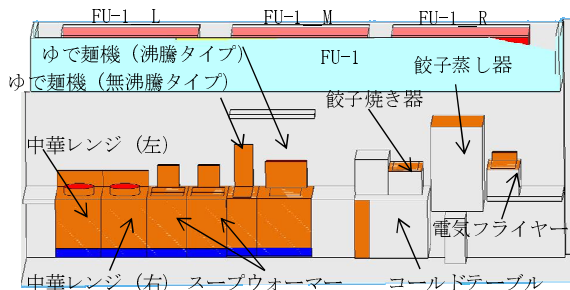 FU-1__L
FU-1__M
FU-1__R
FU-1
ゆで麺機（沸騰タイプ）
ゆで麺機（無沸騰タイプ）
餃子蒸し器
餃子焼き器
中華レンジ（左）
電気フライヤー
中華レンジ（右）
スープウォーマー
コールドテーブル